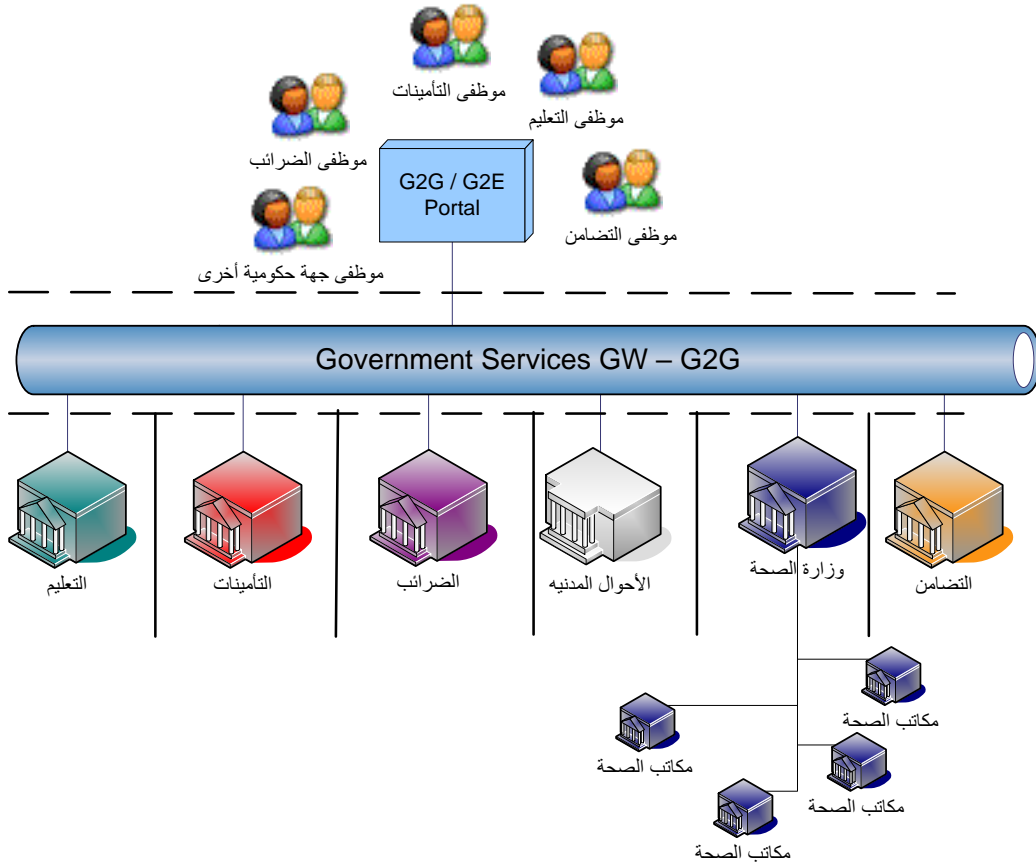 موظفى التأمينات
موظفى التعليم
موظفى الضرائب
G2G / G2E
Portal
موظفى التضامن
موظفى جهة حكومية أخرى
Government Services GW – G2G
التعليم
التأمينات
الضرائب
الأحوال المدنيه
وزارة الصحة
التضامن
مكاتب الصحة
مكاتب الصحة
مكاتب الصحة
مكاتب الصحة